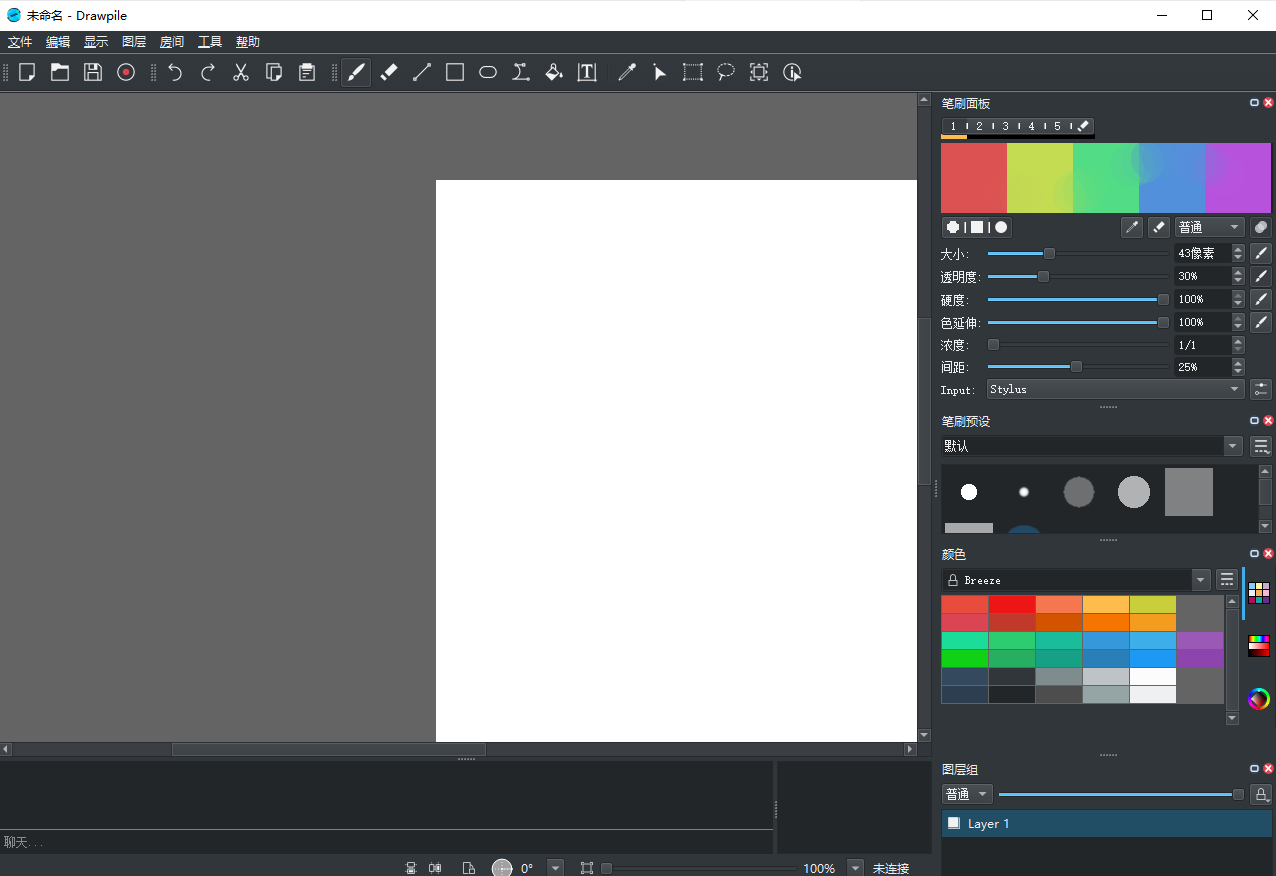 未命名 - Drawpile
文件 编辑 显示 图层 房间 工具 帮助
笔刷面板
1 2 3 4 5
普通
大小: 43像素
透明度: 30%
硬度: 100%
色延伸: 100%
浓度: 1/1
间距: 25%
Input: Stylus
笔刷预设
默认
颜色
Breeze
图层组
普通
Layer 1
聊天...
0° 100% 未连接